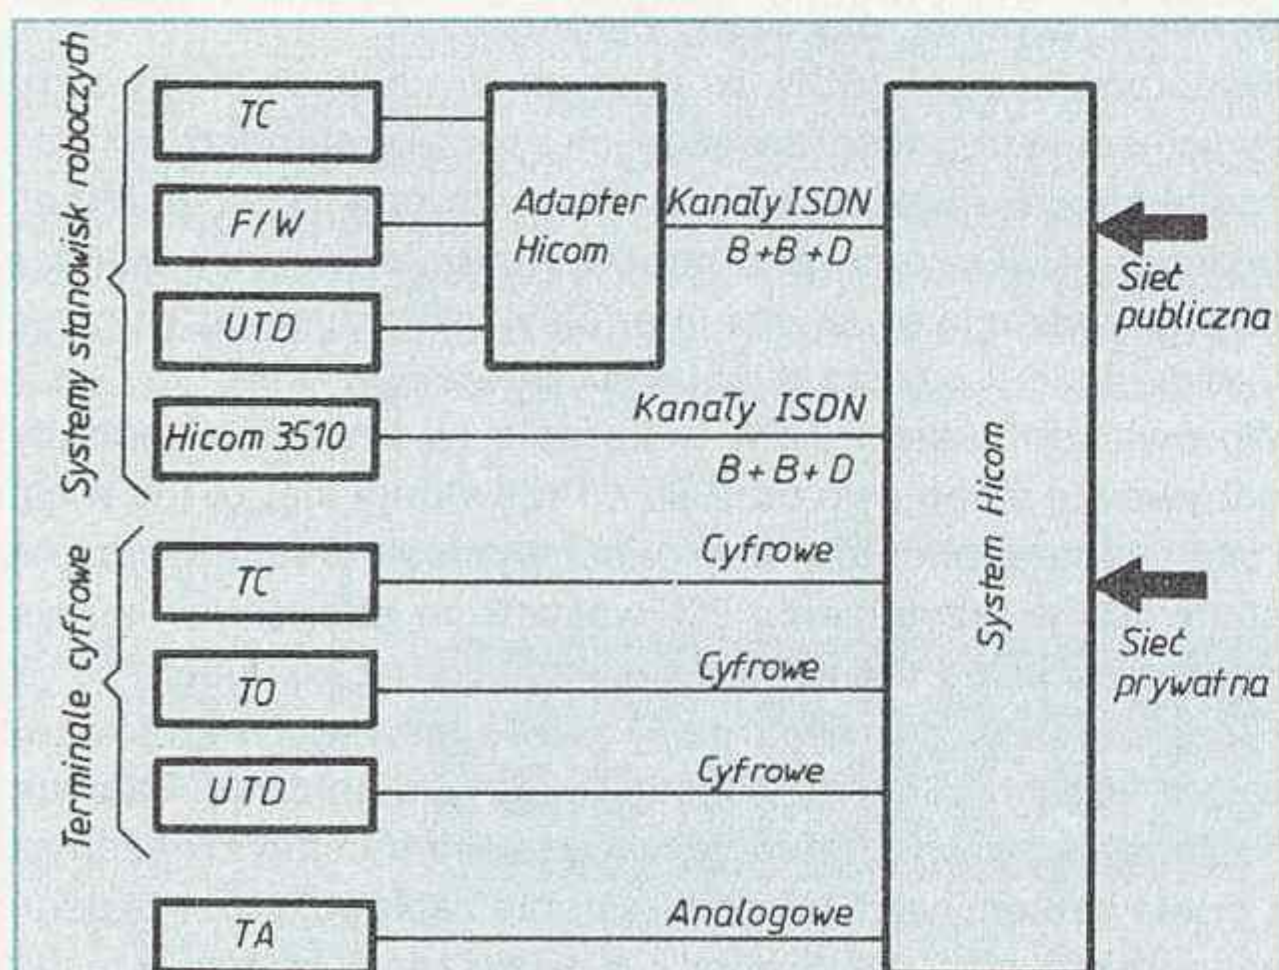 Systemy stanowisk roboczych
TC
F/W
UTD
Hicom 3510
Adapter
Hicom
Kanały ISDN
B+B+D
Kanały ISDN
B+B+D
Terminale cyfrowe
TC
TO
UTD
Cyfrowe
Cyfrowe
Cyfrowe
TA
Analogowe
System Hicom
Sieć
publiczna
Sieć
prywatna